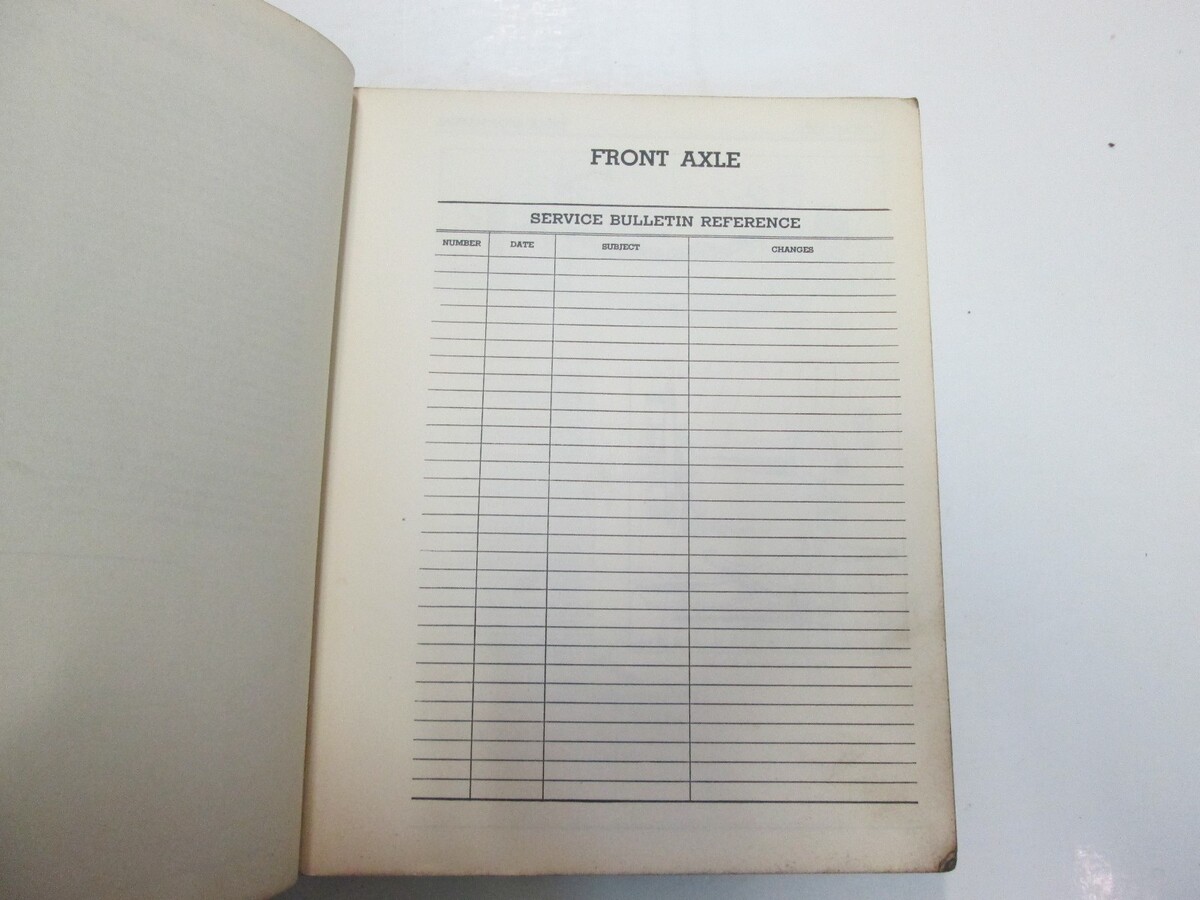 FRONT AXLE
SERVICE BULLETIN REFERENCE
NUMBER DATE SUBJECT CHANGES